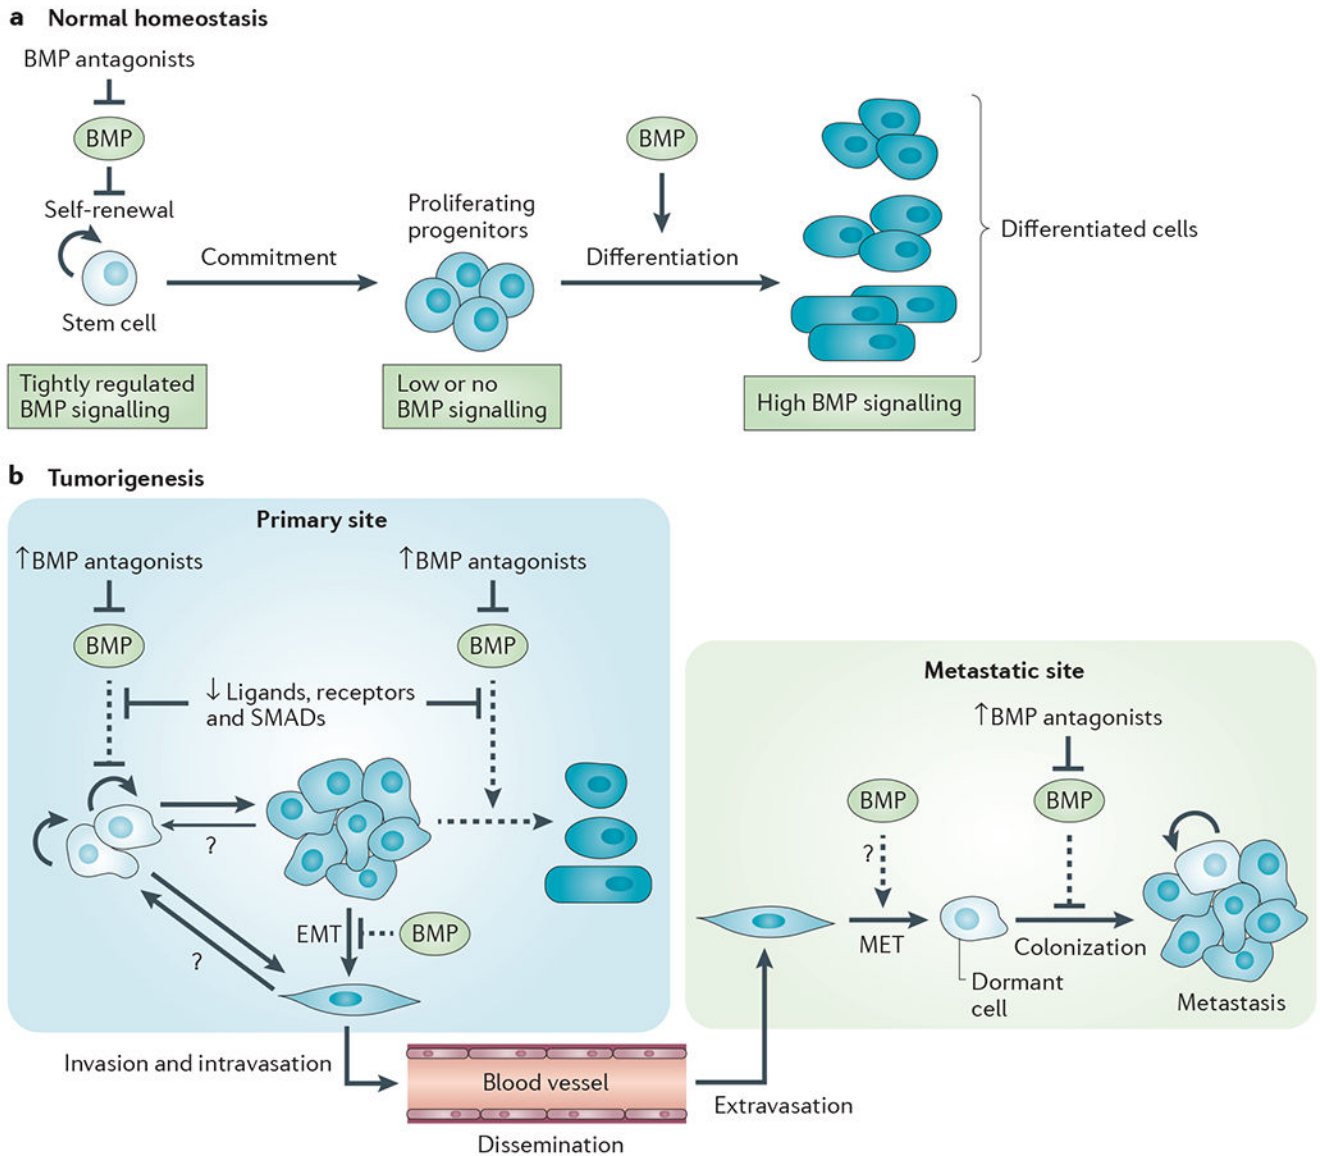 a Normal homeostasis
BMP antagonists
BMP
Self-renewal
Stem cell
Tightly regulated
BMP signalling
Commitment
Proliferating
progenitors
Low or no
BMP signalling
BMP
Differentiation
High BMP signalling
Differentiated cells
b Tumorigenesis
Primary site
↑BMP antagonists
↑BMP antagonists
BMP
BMP
↓ Ligands, receptors
and SMADs
?
EMT
BMP
?
Invasion and intravasation
Blood vessel
Dissemination
Extravasation
Metastatic site
↑BMP antagonists
BMP
BMP
?
MET
Dormant
cell
Colonization
Metastasis